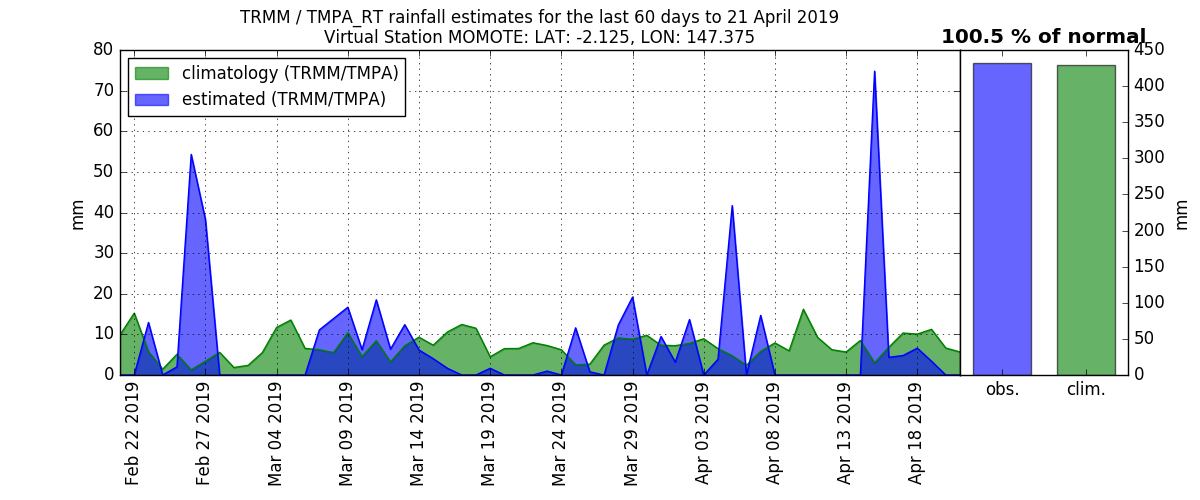 TRMM / TMPA_RT rainfall estimates for the last 60 days to 21 April 2019
Virtual Station MOMOTE: LAT: -2.125, LON: 147.375
100.5 % of normal
climatology (TRMM/TMPA)
estimated (TRMM/TMPA)
mm
80
70
60
50
40
30
20
10
0
Feb 22 2019
Feb 27 2019
Mar 04 2019
Mar 09 2019
Mar 14 2019
Mar 19 2019
Mar 24 2019
Mar 29 2019
Apr 03 2019
Apr 08 2019
Apr 13 2019
Apr 18 2019
450
400
350
300
250
200
150
100
50
0
mm
obs.
clim.